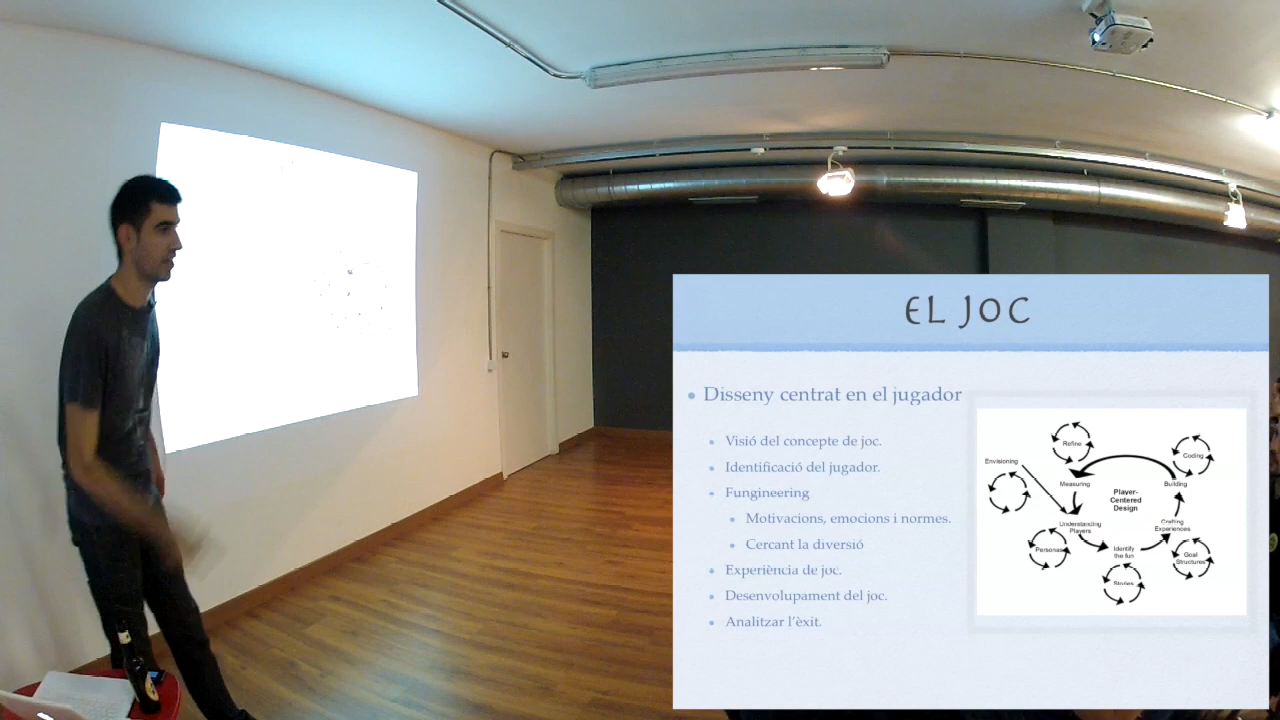 EL JOC
Disseny centrat en el jugador
Visió del concepte de joc.
Identificació del jugador.
Fungineering
Motivacions, emocions i normes.
Cercant la diversió
Experiència de joc.
Desenvolupament del joc.
Analitzar l'èxit.
Refine
Coding
Envisioning
Measuring
Building
Player-
Centered
Design
Understanding
Players
Crafting
Experiences
Personas
Identify
the fun
Goal
Structures
Stories